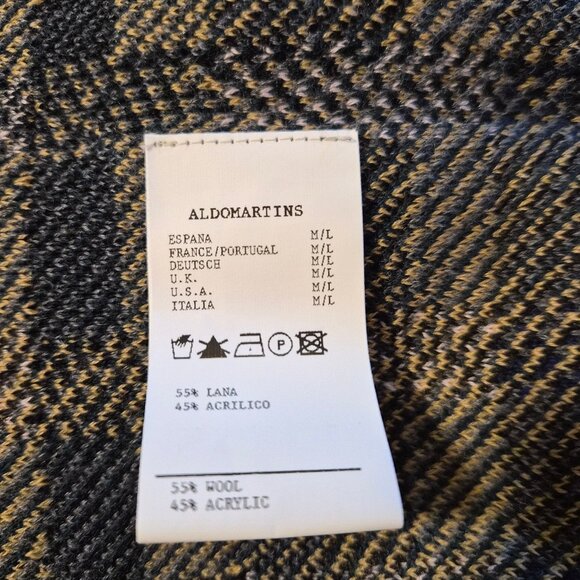 ALDOMARTINS
ESPANA M/L
FRANCE/PORTUGAL M/L
DEUTSCH M/L
U.K. M/L
U.S.A. M/L
ITALIA M/L
P
55% LANA
45% ACRILICO
55% WOOL
45% ACRYLIC